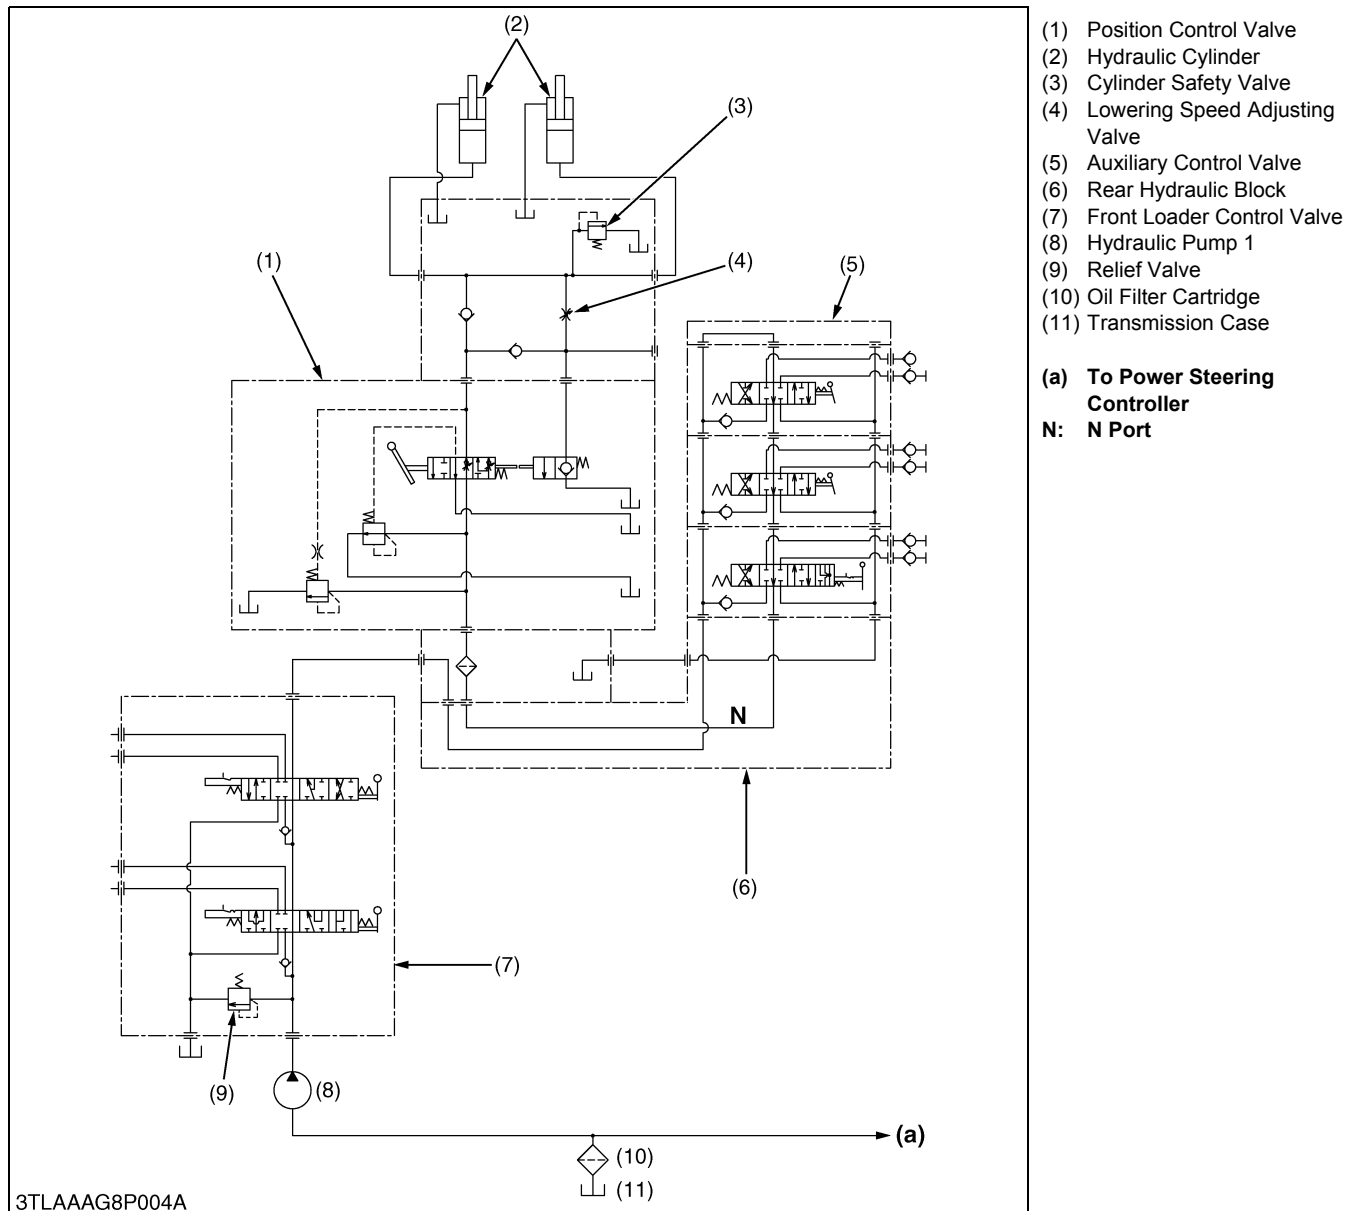 (2)
(3)
(1)
(4)
(5)
N
(6)
(7)
(9)
(8)
(a)
(10)
(11)
3TLAAAG8P004A
(1) Position Control Valve
(2) Hydraulic Cylinder
(3) Cylinder Safety Valve
(4) Lowering Speed Adjusting
Valve
(5) Auxiliary Control Valve
(6) Rear Hydraulic Block
(7) Front Loader Control Valve
(8) Hydraulic Pump 1
(9) Relief Valve
(10) Oil Filter Cartridge
(11) Transmission Case
(a) To Power Steering
Controller
N: N Port